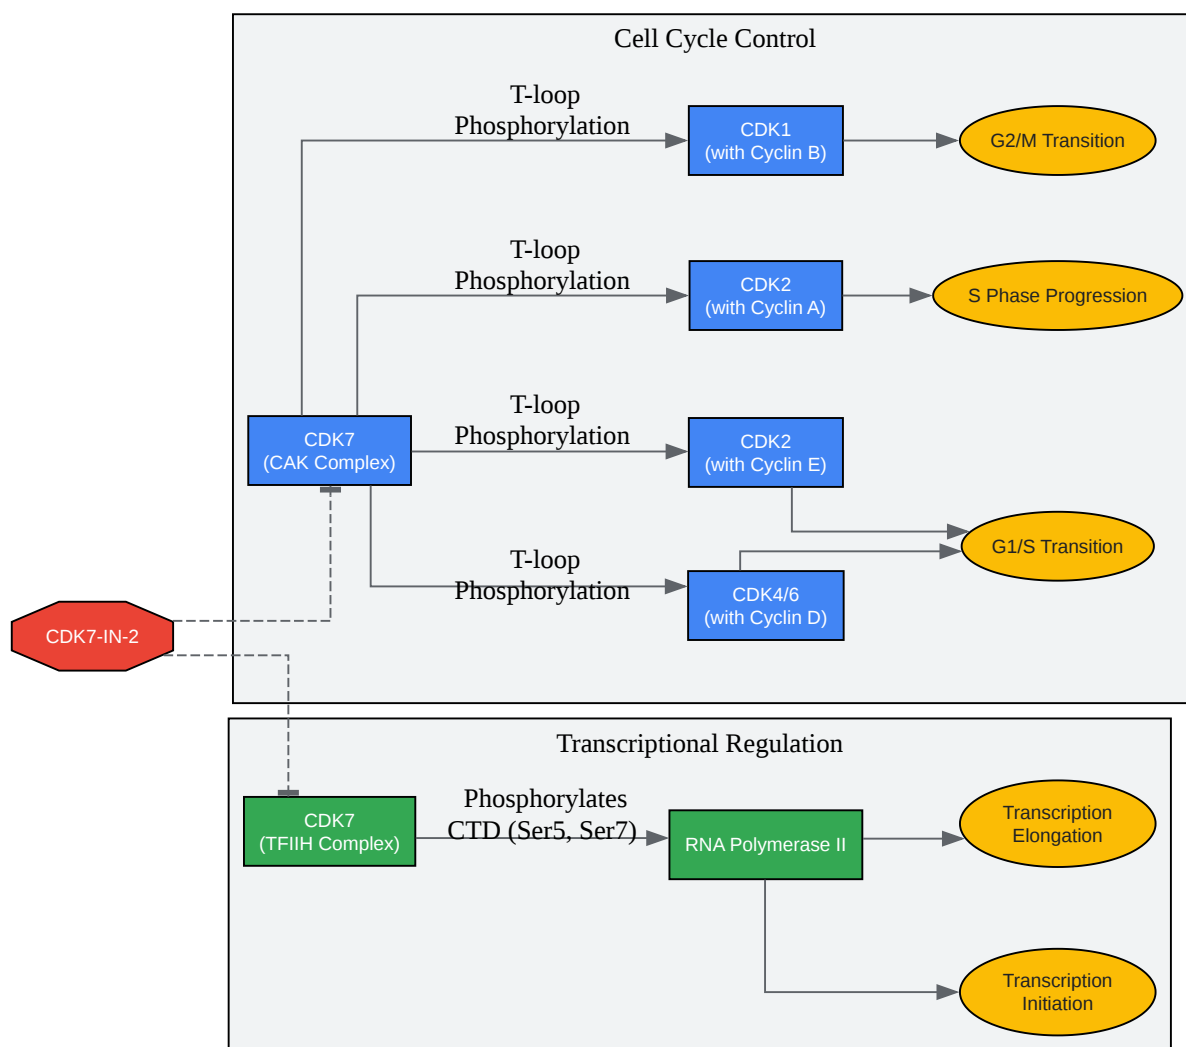 Cell Cycle Control
T-loop
Phosphorylation
CDK1
(with Cyclin B)
G2/M Transition
T-loop
Phosphorylation
CDK2
(with Cyclin A)
S Phase Progression
T-loop
Phosphorylation
CDK7
(CAK Complex)
CDK2
(with Cyclin E)
G1/S Transition
T-loop
Phosphorylation
CDK4/6
(with Cyclin D)
CDK7-IN-2
Transcriptional Regulation
CDK7
(TFIIH Complex)
Phosphorylates
CTD (Ser5, Ser7)
RNA Polymerase II
Transcription
Elongation
Transcription
Initiation